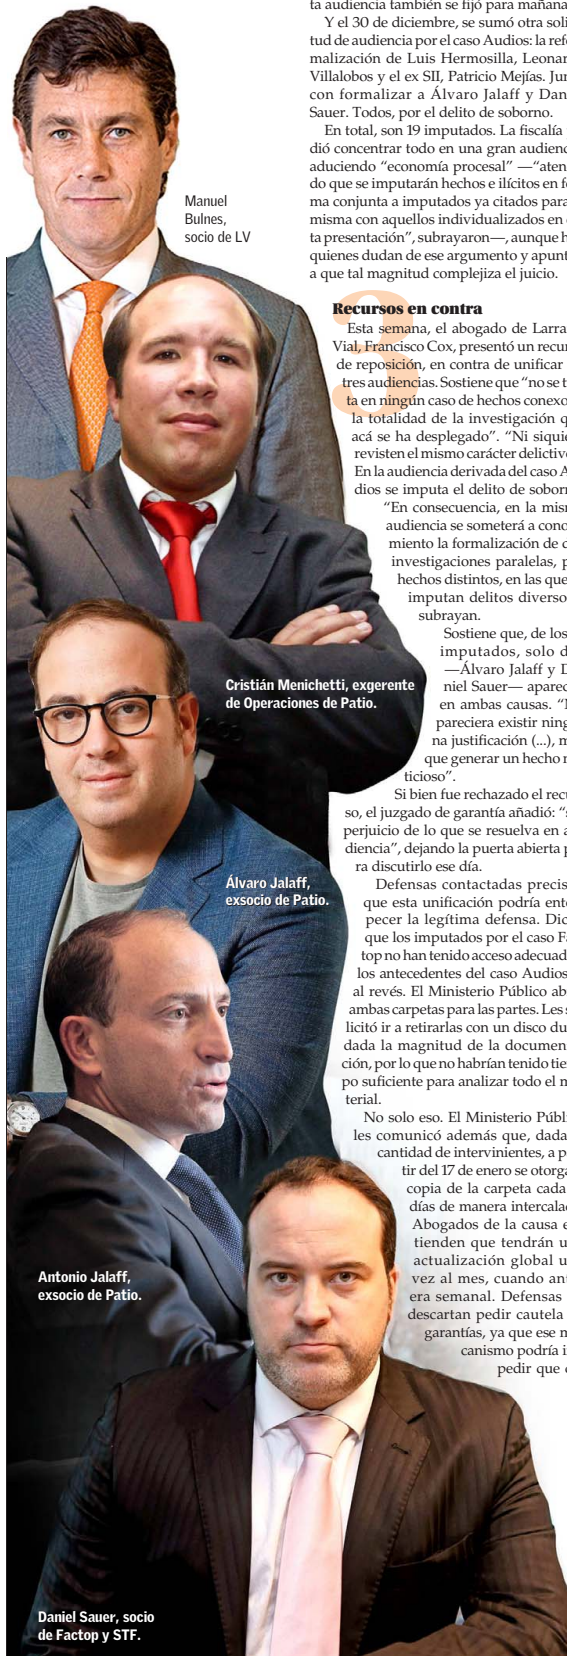 ta audiencia también se fijó para mañana
Y el 30 de diciembre, se sumó otra soli
tud de audiencia por el caso Audios: la refo
malización de Luis Hermosilla, Leonar
Villalobos y el ex SII, Patricio Mejías. Jun
con formalizar a Álvaro Jalaff y Dan
Sauer. Todos, por el delito de soborno.
En total, son 19 imputados. La fiscalía
dió concentrar todo en una gran audienc
aduciendo “economía procesal” —“aten
do que se imputarán hechos e ilícitos en fo
ma conjunta a imputados ya citados para
misma con aquellos individualizados en e
ta presentación”, subrayaron—, aunque h
quienes dudan de ese argumento y apunt
a que tal magnitud complejiza el juicio.
3
Recursos en contra
Esta semana, el abogado de Larra
Vial, Francisco Cox, presentó un recur
de reposición, en contra de unificar
tres audiencias. Sostiene que “no se t
ta en ningún caso de hechos conexo
la totalidad de la investigación q
acá se ha desplegado”. “Ni siquie
revisten el mismo carácter delictivo
En la audiencia derivada del caso A
dios se imputa el delito de soborn
“En consecuencia, en la mism
audiencia se someterá a cono
miento la formalización de d
investigaciones paralelas, p
hechos distintos, en las que
imputan delitos diversos
subrayan.
Sostiene que, de los
imputados, solo d
—Álvaro Jalaff y D
niel Sauer— aparec
en ambas causas. “N
pareciera existir ning
na justificación (...), m
que generar un hecho n
ticioso”.
Si bien fue rechazado el recu
so, el juzgado de garantía añadió: “s
perjuicio de lo que se resuelva en a
diencia”, dejando la puerta abierta p
ra discutirlo ese día.
Defensas contactadas precis
que esta unificación podría ento
pecer la legítima defensa. Dic
que los imputados por el caso Fa
top no han tenido acceso adecuad
los antecedentes del caso Audios
al revés. El Ministerio Público ab
ambas carpetas para las partes. Les s
licitó ir a retirarlas con un disco du
dada la magnitud de la document
ción, por lo que no habrían tenido tie
po suficiente para analizar todo el m
terial.
No solo eso. El Ministerio Públi
les comunicó además que, dada
cantidad de intervinientes, a p
tir del 17 de enero se otorga
copia de la carpeta cada
días de manera intercalad
Abogados de la causa e
tienden que tendrán u
actualización global u
vez al mes, cuando an
era semanal. Defensas
descartan pedir cautela
garantías, ya que ese m
canismo podría i
pedir que
Manuel
Bulnes,
socio de LV
Cristián Menichetti, exgerente
de Operaciones de Patio.
Álvaro Jalaff,
exsocio de Patio.
Antonio Jalaff,
exsocio de Patio.
Daniel Sauer, socio
de Factop y STF.